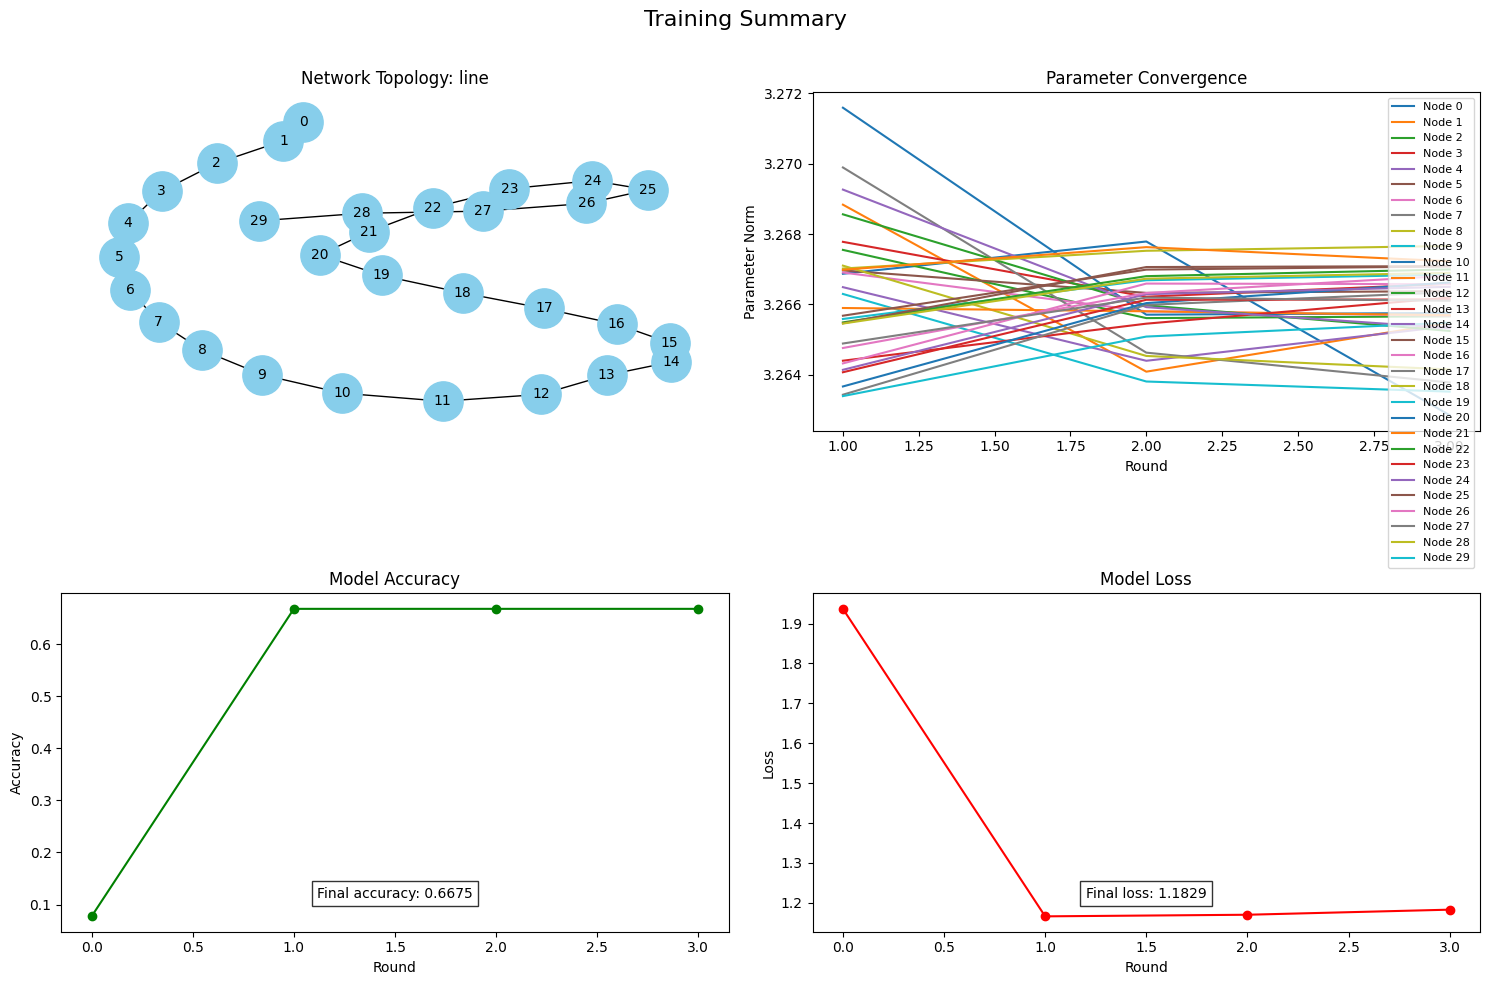 Training Summary
Network Topology: line
0
1
2
3
4
5
6
7
8
9
10
11
12
13
14
15
16
17
18
19
20
21
22
23
24
25
26
27
28
29
Parameter Convergence
Parameter Norm
3.272
3.270
3.268
3.266
3.264
1.00 1.25 1.50 1.75 2.00 2.25 2.50 2.75 3.00
Round
Node 0
Node 1
Node 2
Node 3
Node 4
Node 5
Node 6
Node 7
Node 8
Node 9
Node 10
Node 11
Node 12
Node 13
Node 14
Node 15
Node 16
Node 17
Node 18
Node 19
Node 20
Node 21
Node 22
Node 23
Node 24
Node 25
Node 26
Node 27
Node 28
Node 29
Model Accuracy
Accuracy
0.6
0.5
0.4
0.3
0.2
0.1
Final accuracy: 0.6675
0.0 0.5 1.0 1.5 2.0 2.5 3.0
Round
Model Loss
Loss
1.9
1.8
1.7
1.6
1.5
1.4
1.3
1.2
Final loss: 1.1829
0.0 0.5 1.0 1.5 2.0 2.5 3.0
Round